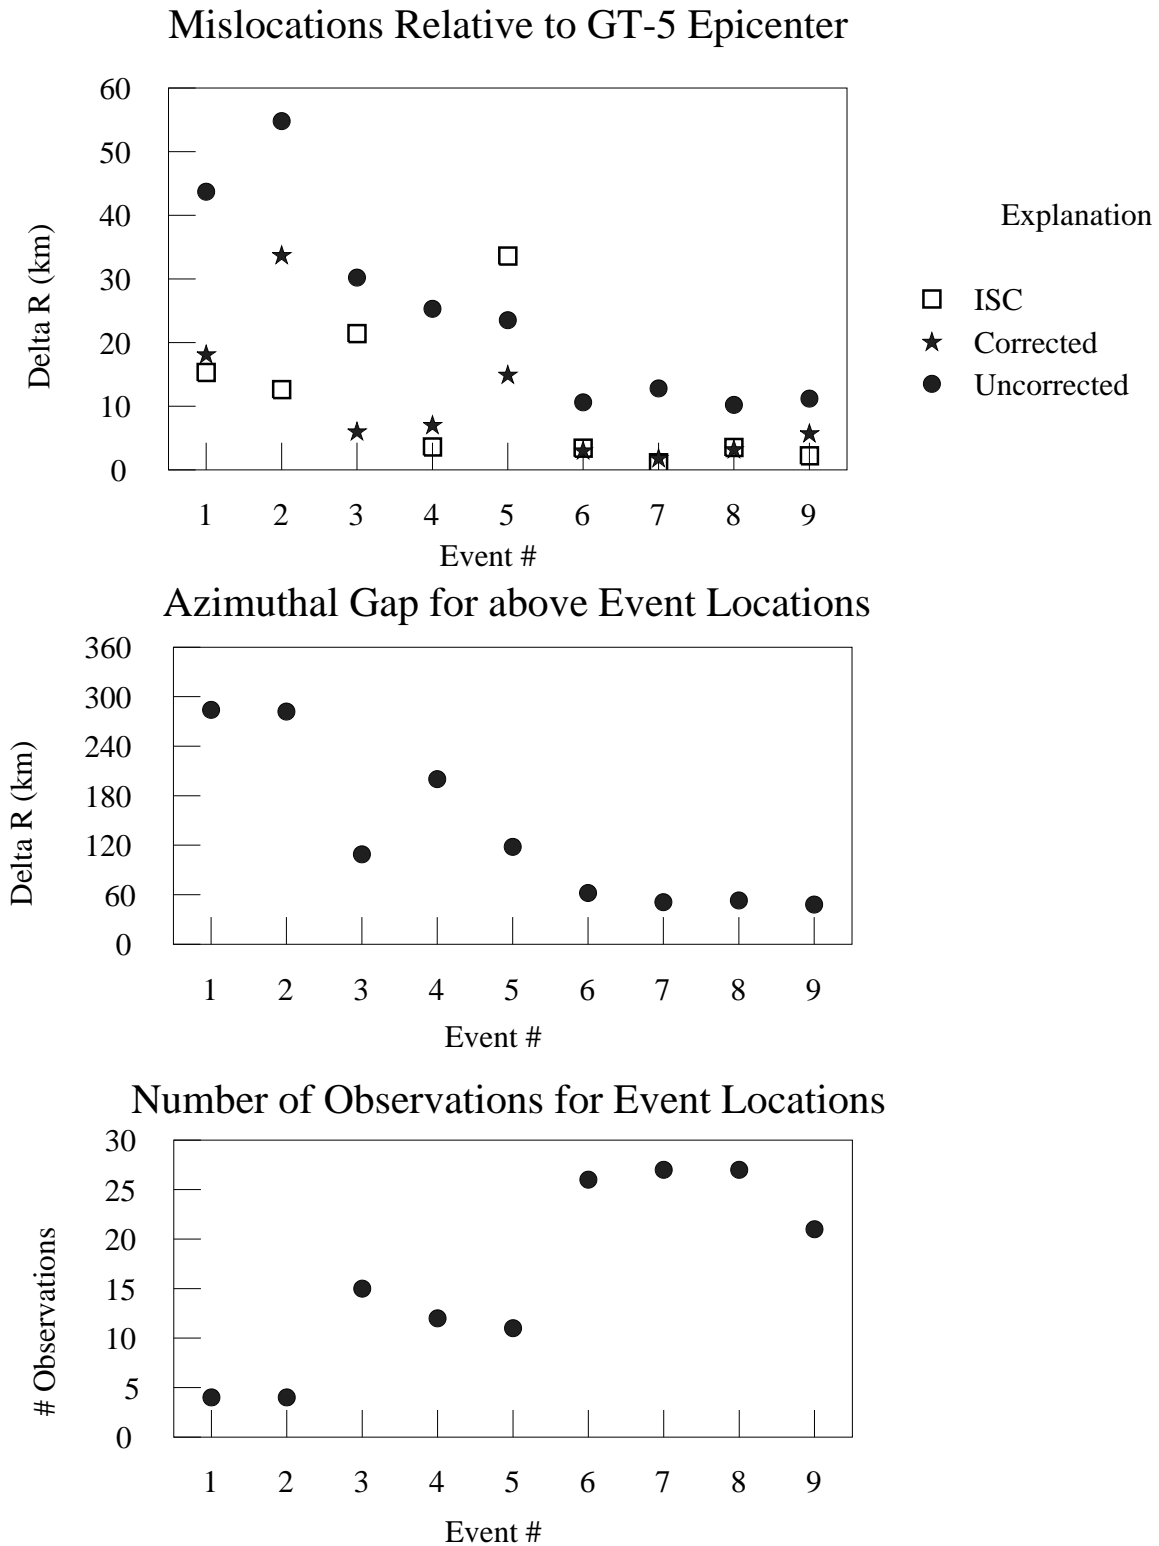 Mislocations Relative to GT-5 Epicenter
60
50
40
30
20
10
0
Delta R (km)
1 2 3 4 5 6 7 8 9
Event #
Explanation
ISC
Corrected
Uncorrected
Azimuthal Gap for above Event Locations
360
300
240
180
120
60
0
Delta R (km)
1 2 3 4 5 6 7 8 9
Event #
Number of Observations for Event Locations
30
25
20
15
10
5
0
# Observations
1 2 3 4 5 6 7 8 9
Event #